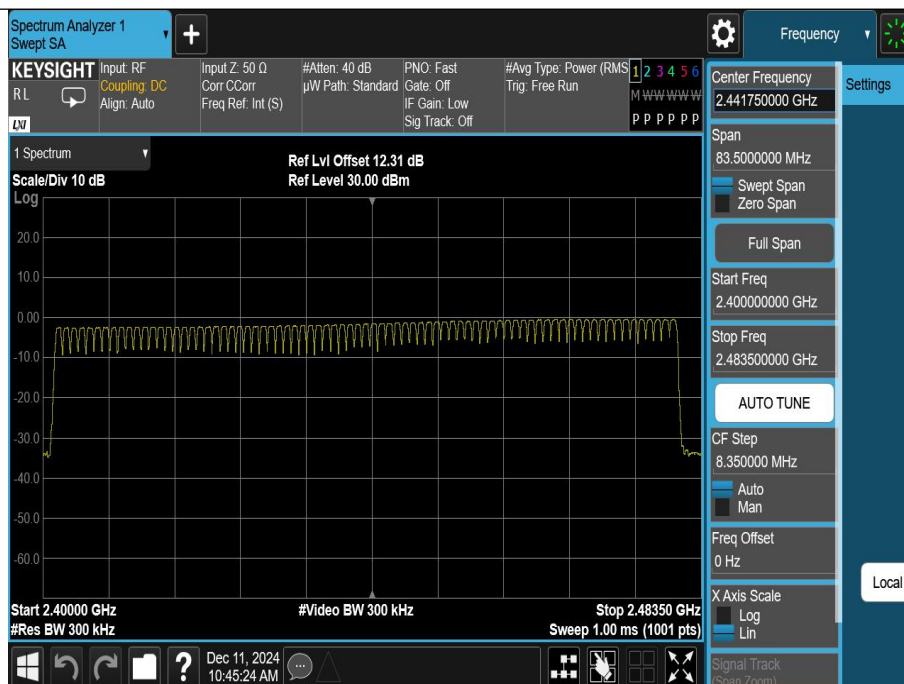 Spectrum Analyzer 1
Swept SA
Frequency
KEYSIGHT
Input: RF
Input Z: 50 Ω
#Atten: 40 dB
PNO: Fast
#Avg Type: Power (RMS
1 2 3 4 5 6
R L
Coupling: DC
Corr CCorr
µW Path: Standard
Gate: Off
Trig: Free Run
M W W W W W
Align: Auto
Freq Ref: Int (S)
IF Gain: Low
Sig Track: Off
P P P P P P
LXI
1 Spectrum
Ref Lvl Offset 12.31 dB
Scale/Div 10 dB
Ref Level 30.00 dBm
Log
20.0
10.0
0.00
-10.0
-20.0
-30.0
-40.0
-50.0
-60.0
Start 2.40000 GHz
#Video BW 300 kHz
Stop 2.48350 GHz
#Res BW 300 kHz
Sweep 1.00 ms (1001 pts)
?
Dec 11, 2024
10:45:24 AM
Center Frequency
2.441750000 GHz
Settings
Span
83.5000000 MHz
Swept Span
Zero Span
Full Span
Start Freq
2.400000000 GHz
Stop Freq
2.483500000 GHz
AUTO TUNE
CF Step
8.350000 MHz
Auto
Man
Freq Offset
0 Hz
Local
X Axis Scale
Log
Lin
Signal Track
(Span Zoom)